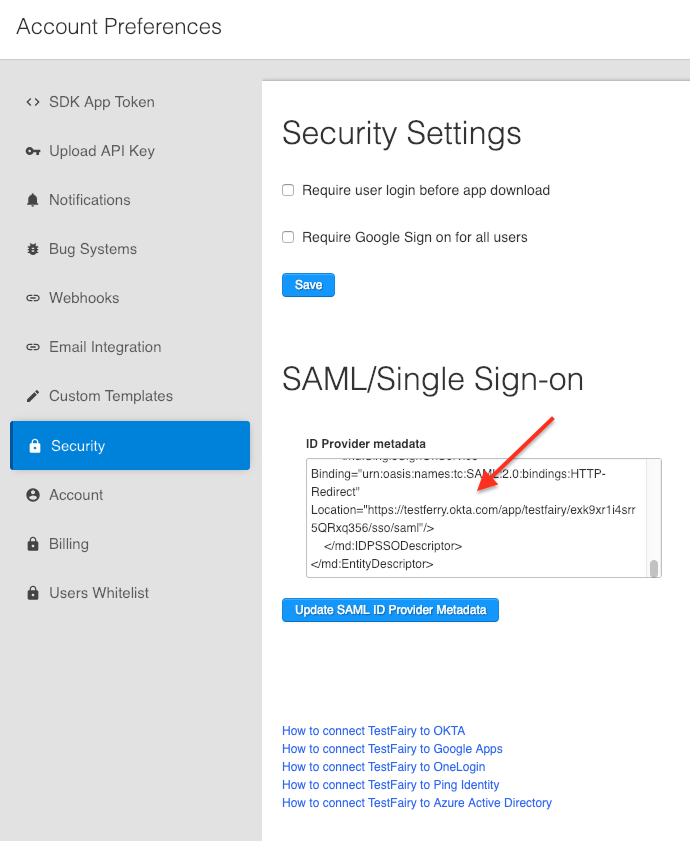 Account Preferences
SDK App Token
Upload API Key
Notifications
Bug Systems
Webhooks
Email Integration
Custom Templates
Security
Account
Billing
Users Whitelist
Security Settings
Require user login before app download
Require Google Sign on for all users
Save
SAML/Single Sign-on
ID Provider metadata
Binding="urn:oasis:names:tc:SAML:2.0:bindings:HTTP-
Redirect"
Location="https://testferry.okta.com/app/testfairy/exk9xr1i4srr
5QRxq356/sso/saml"/>
</md:IDPSSODescriptor>
</md:EntityDescriptor>
Update SAML ID Provider Metadata
How to connect TestFairy to OKTA
How to connect TestFairy to Google Apps
How to connect TestFairy to OneLogin
How to connect TestFairy to Ping Identity
How to connect TestFairy to Azure Active Directory